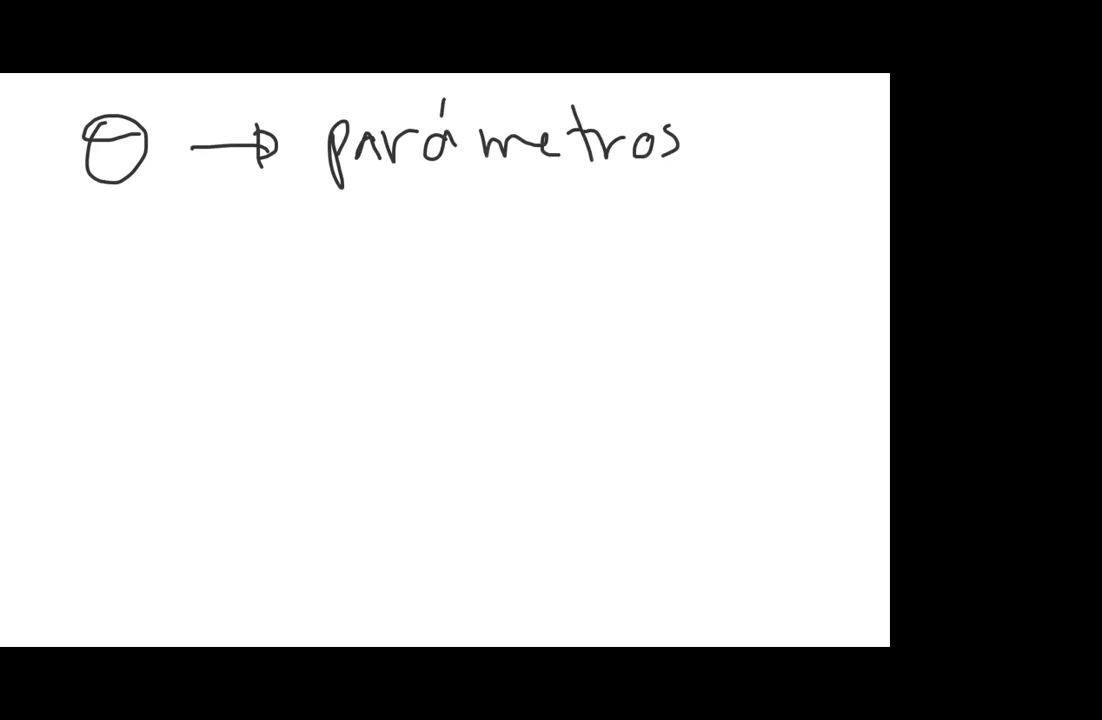 Θ → parámetros